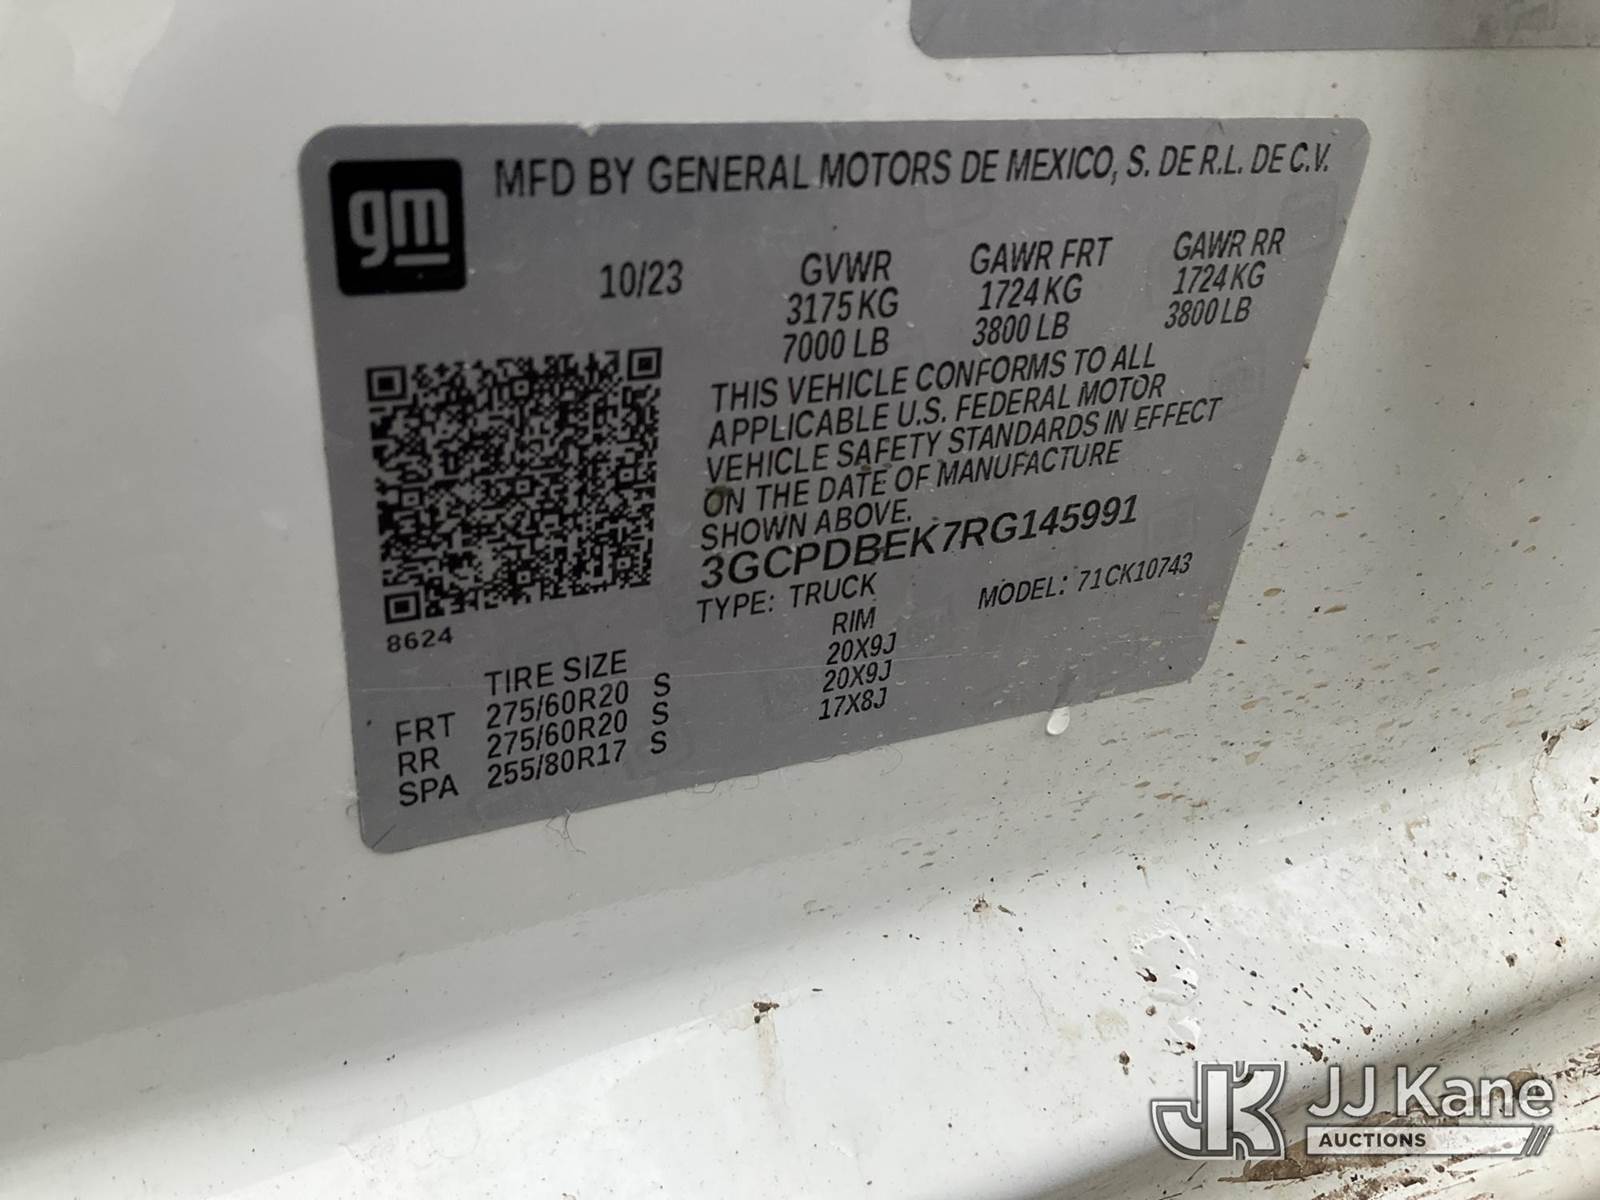 gm
MFD BY GENERAL MOTORS DE MEXICO, S. DE R.L. DE C.V.
10/23
GVWR
3175 KG
7000 LB
GAWR FRT
1724 KG
3800 LB
GAWR RR
1724 KG
3800 LB
THIS VEHICLE CONFORMS TO ALL
APPLICABLE U.S. FEDERAL MOTOR
VEHICLE SAFETY STANDARDS IN EFFECT
ON THE DATE OF MANUFACTURE
SHOWN ABOVE.
3GCPDBEK7RG145991
TYPE: TRUCK MODEL: 71CK10743
8624
TIRE SIZE RIM
FRT 275/60R20 S 20X9J
RR 275/60R20 S 20X9J
SPA 255/80R17 S 17X8J
JK JJ Kane
AUCTIONS